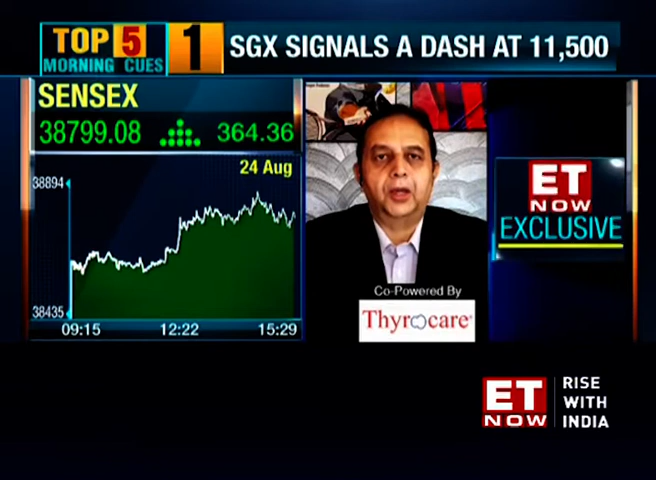 TOP 5
MORNING CUES
1
SGX SIGNALS A DASH AT 11,500
SENSEX
38799.08 364.36
24 Aug
38894
38435
09:15 12:22 15:29
ET
NOW
EXCLUSIVE
Co-Powered By
Thyrocare
ET
NOW
RISE
WITH
INDIA